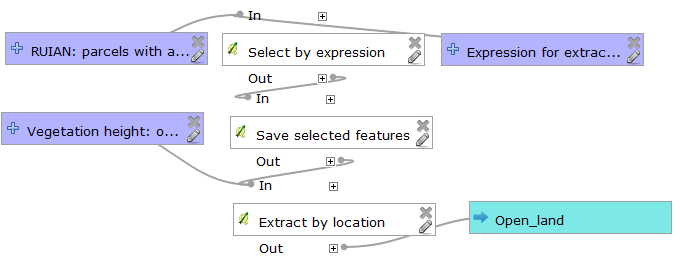 In
RUIAN: parcels with a...
Select by expression
Expression for extrac...
Out
In
Vegetation height: o...
Save selected features
Out
In
Extract by location
Open_land
Out